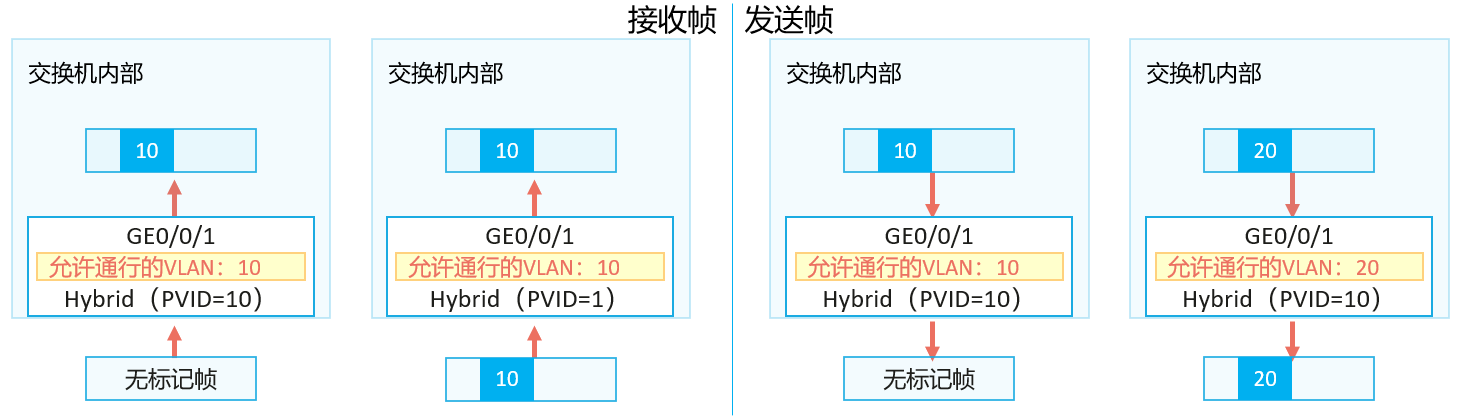 接收帧
发送帧
交换机内部
10
GE0/0/1
允许通行的VLAN：10
Hybrid（PVID=10）
无标记帧
交换机内部
10
GE0/0/1
允许通行的VLAN：10
Hybrid（PVID=1）
10
交换机内部
10
GE0/0/1
允许通行的VLAN：10
Hybrid（PVID=10）
无标记帧
交换机内部
20
GE0/0/1
允许通行的VLAN：20
Hybrid（PVID=10）
20